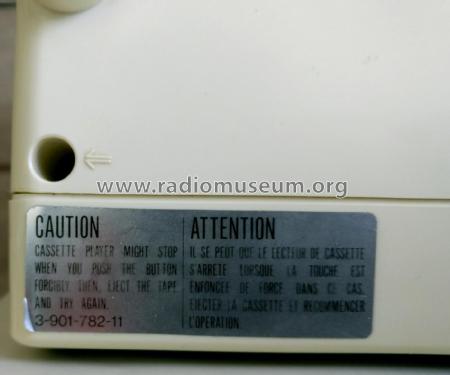 www.radiomuseum.org
CAUTION
CASSETTE PLAYER MIGHT STOP
WHEN YOU PUSH THE BUTTON
FORCIBLY THEN, EJECT THE TAPE
AND TRY AGAIN.
3-901-782-11
ATTENTION
IL SE PEUT QUE LE LECTEUR DE CASSETTE
S'ARRETE LORSQUE LA TOUCHE EST
ENFONCEE DE FORCE DANS CE CAS.
EJECTER LA CASSETTE ET RECOMMENCER
L'OPERATION.